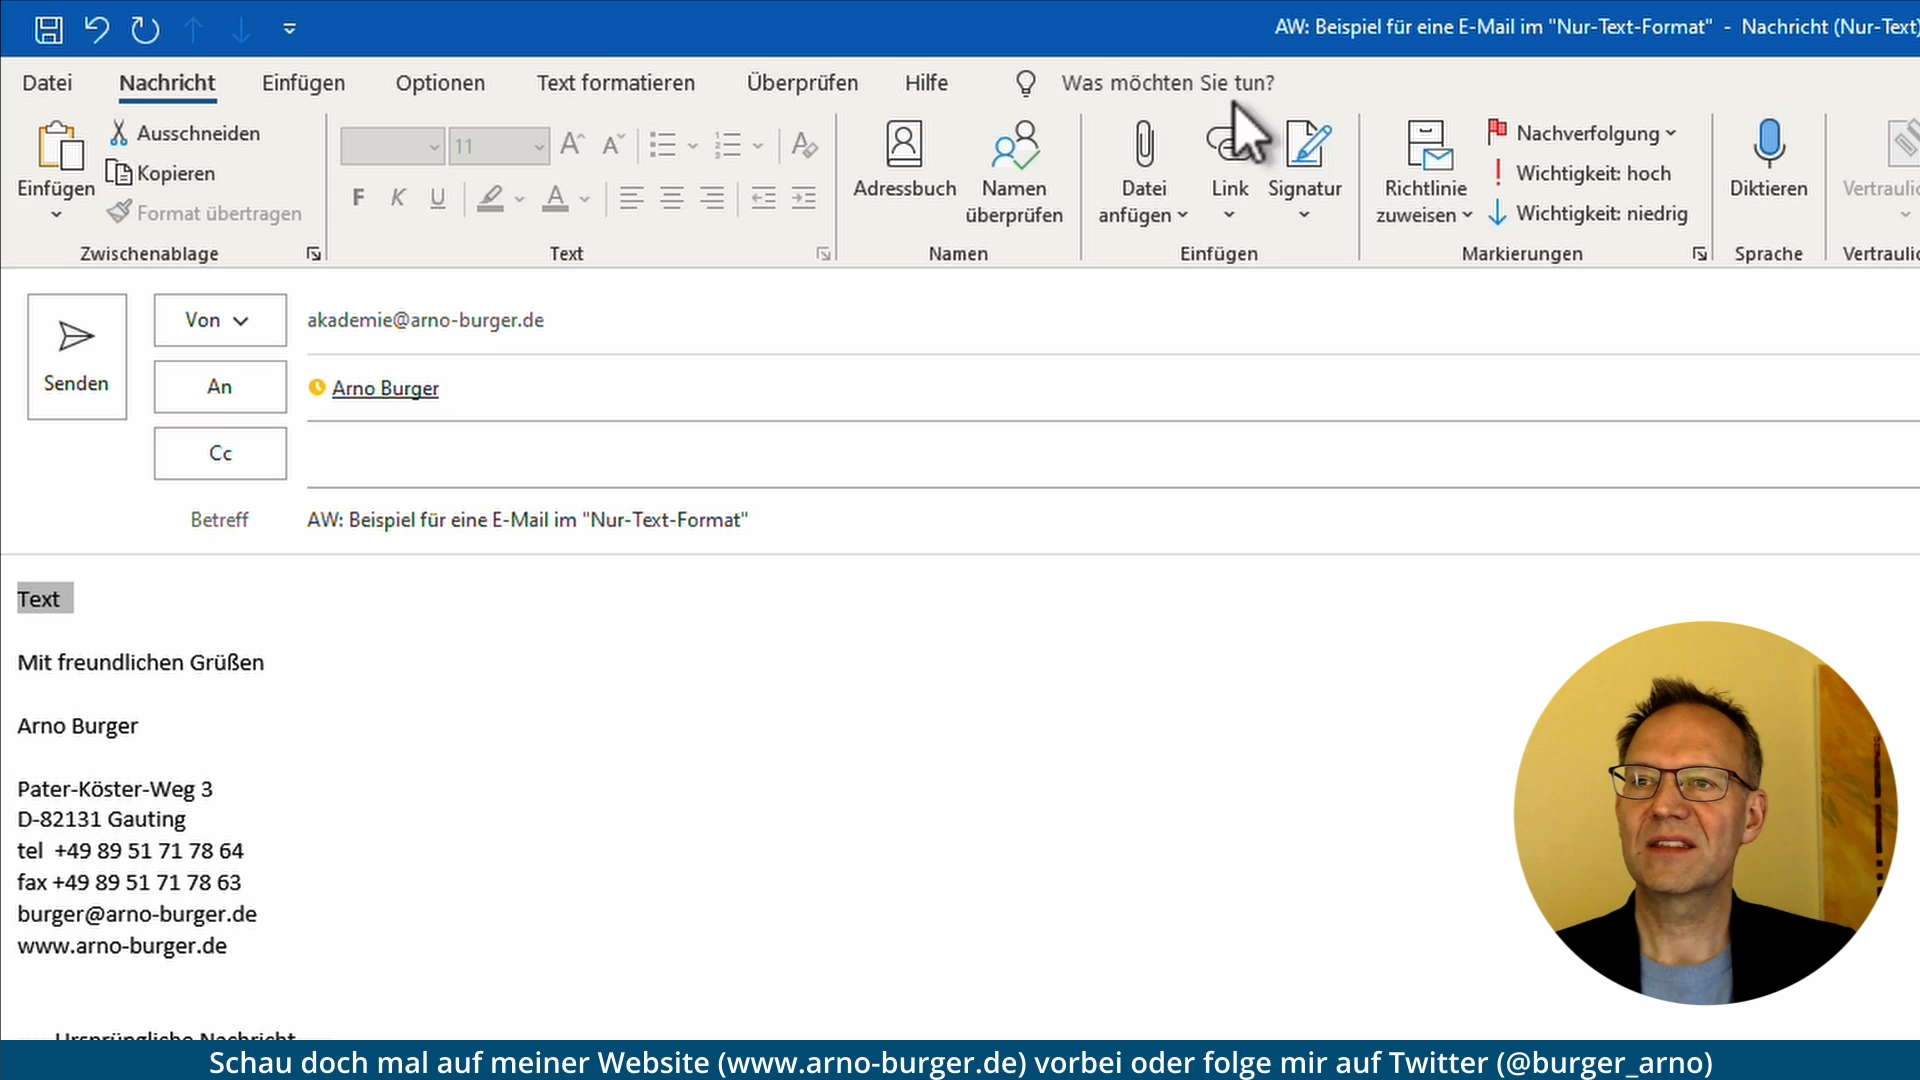 AW: Beispiel für eine E-Mail im "Nur-Text-Format" - Nachricht (Nur-Text)
Datei Nachricht Einfügen Optionen Text formatieren Überprüfen Hilfe Was möchten Sie tun?
Einfügen
Ausschneiden
Kopieren
Format übertragen
Zwischenablage
11
F K U
Text
Adressbuch
Namen überprüfen
Namen
Datei anfügen
Link
Signatur
Einfügen
Richtlinie zuweisen
Nachverfolgung
Wichtigkeit: hoch
Wichtigkeit: niedrig
Markierungen
Diktieren
Sprache
Senden
Von akademie@arno-burger.de
An Arno Burger
Cc
Betreff AW: Beispiel für eine E-Mail im "Nur-Text-Format"
Text
Mit freundlichen Grüßen
Arno Burger
Pater-Köster-Weg 3
D-82131 Gauting
tel +49 89 51 71 78 64
fax +49 89 51 71 78 63
burger@arno-burger.de
www.arno-burger.de
Ursprüngliche Nachricht
Schau doch mal auf meiner Website (www.arno-burger.de) vorbei oder folge mir auf Twitter (@burger_arno)